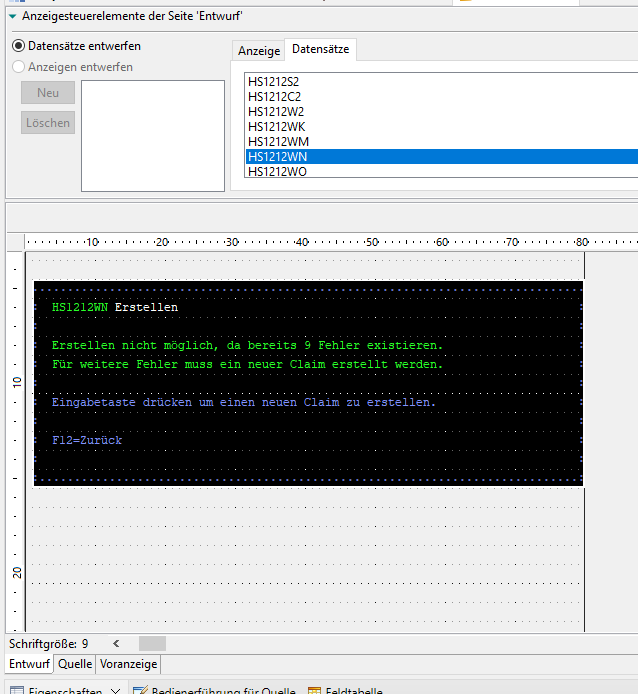 Anzeigesteuerelemente der Seite 'Entwurf'
Datensätze entwerfen
Anzeigen entwerfen
Neu
Löschen
Anzeige Datensätze
HS1212S2
HS1212C2
HS1212W2
HS1212WK
HS1212WM
HS1212WN
HS1212WO
10 20 30 40 50 60 70 80
HS1212WN Erstellen
Erstellen nicht möglich, da bereits 9 Fehler existieren.
Für weitere Fehler muss ein neuer Claim erstellt werden.
10
Eingabetaste drücken um einen neuen Claim zu erstellen.
F12=Zurück
20
Schriftgröße: 9
Entwurf Quelle Voranzeige
Eigenschaften Bedienerführung für Quelle Feldtabelle